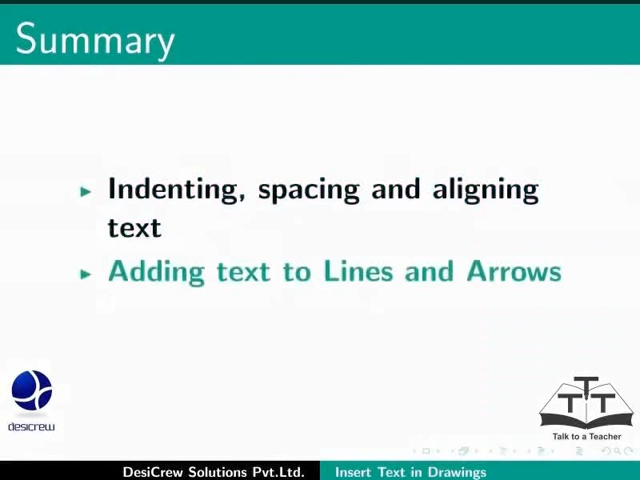 Summary
Indenting, spacing and aligning
text
Adding text to Lines and Arrows
desicrew
T T T
Talk to a Teacher
DesiCrew Solutions Pvt.Ltd.
Insert Text in Drawings